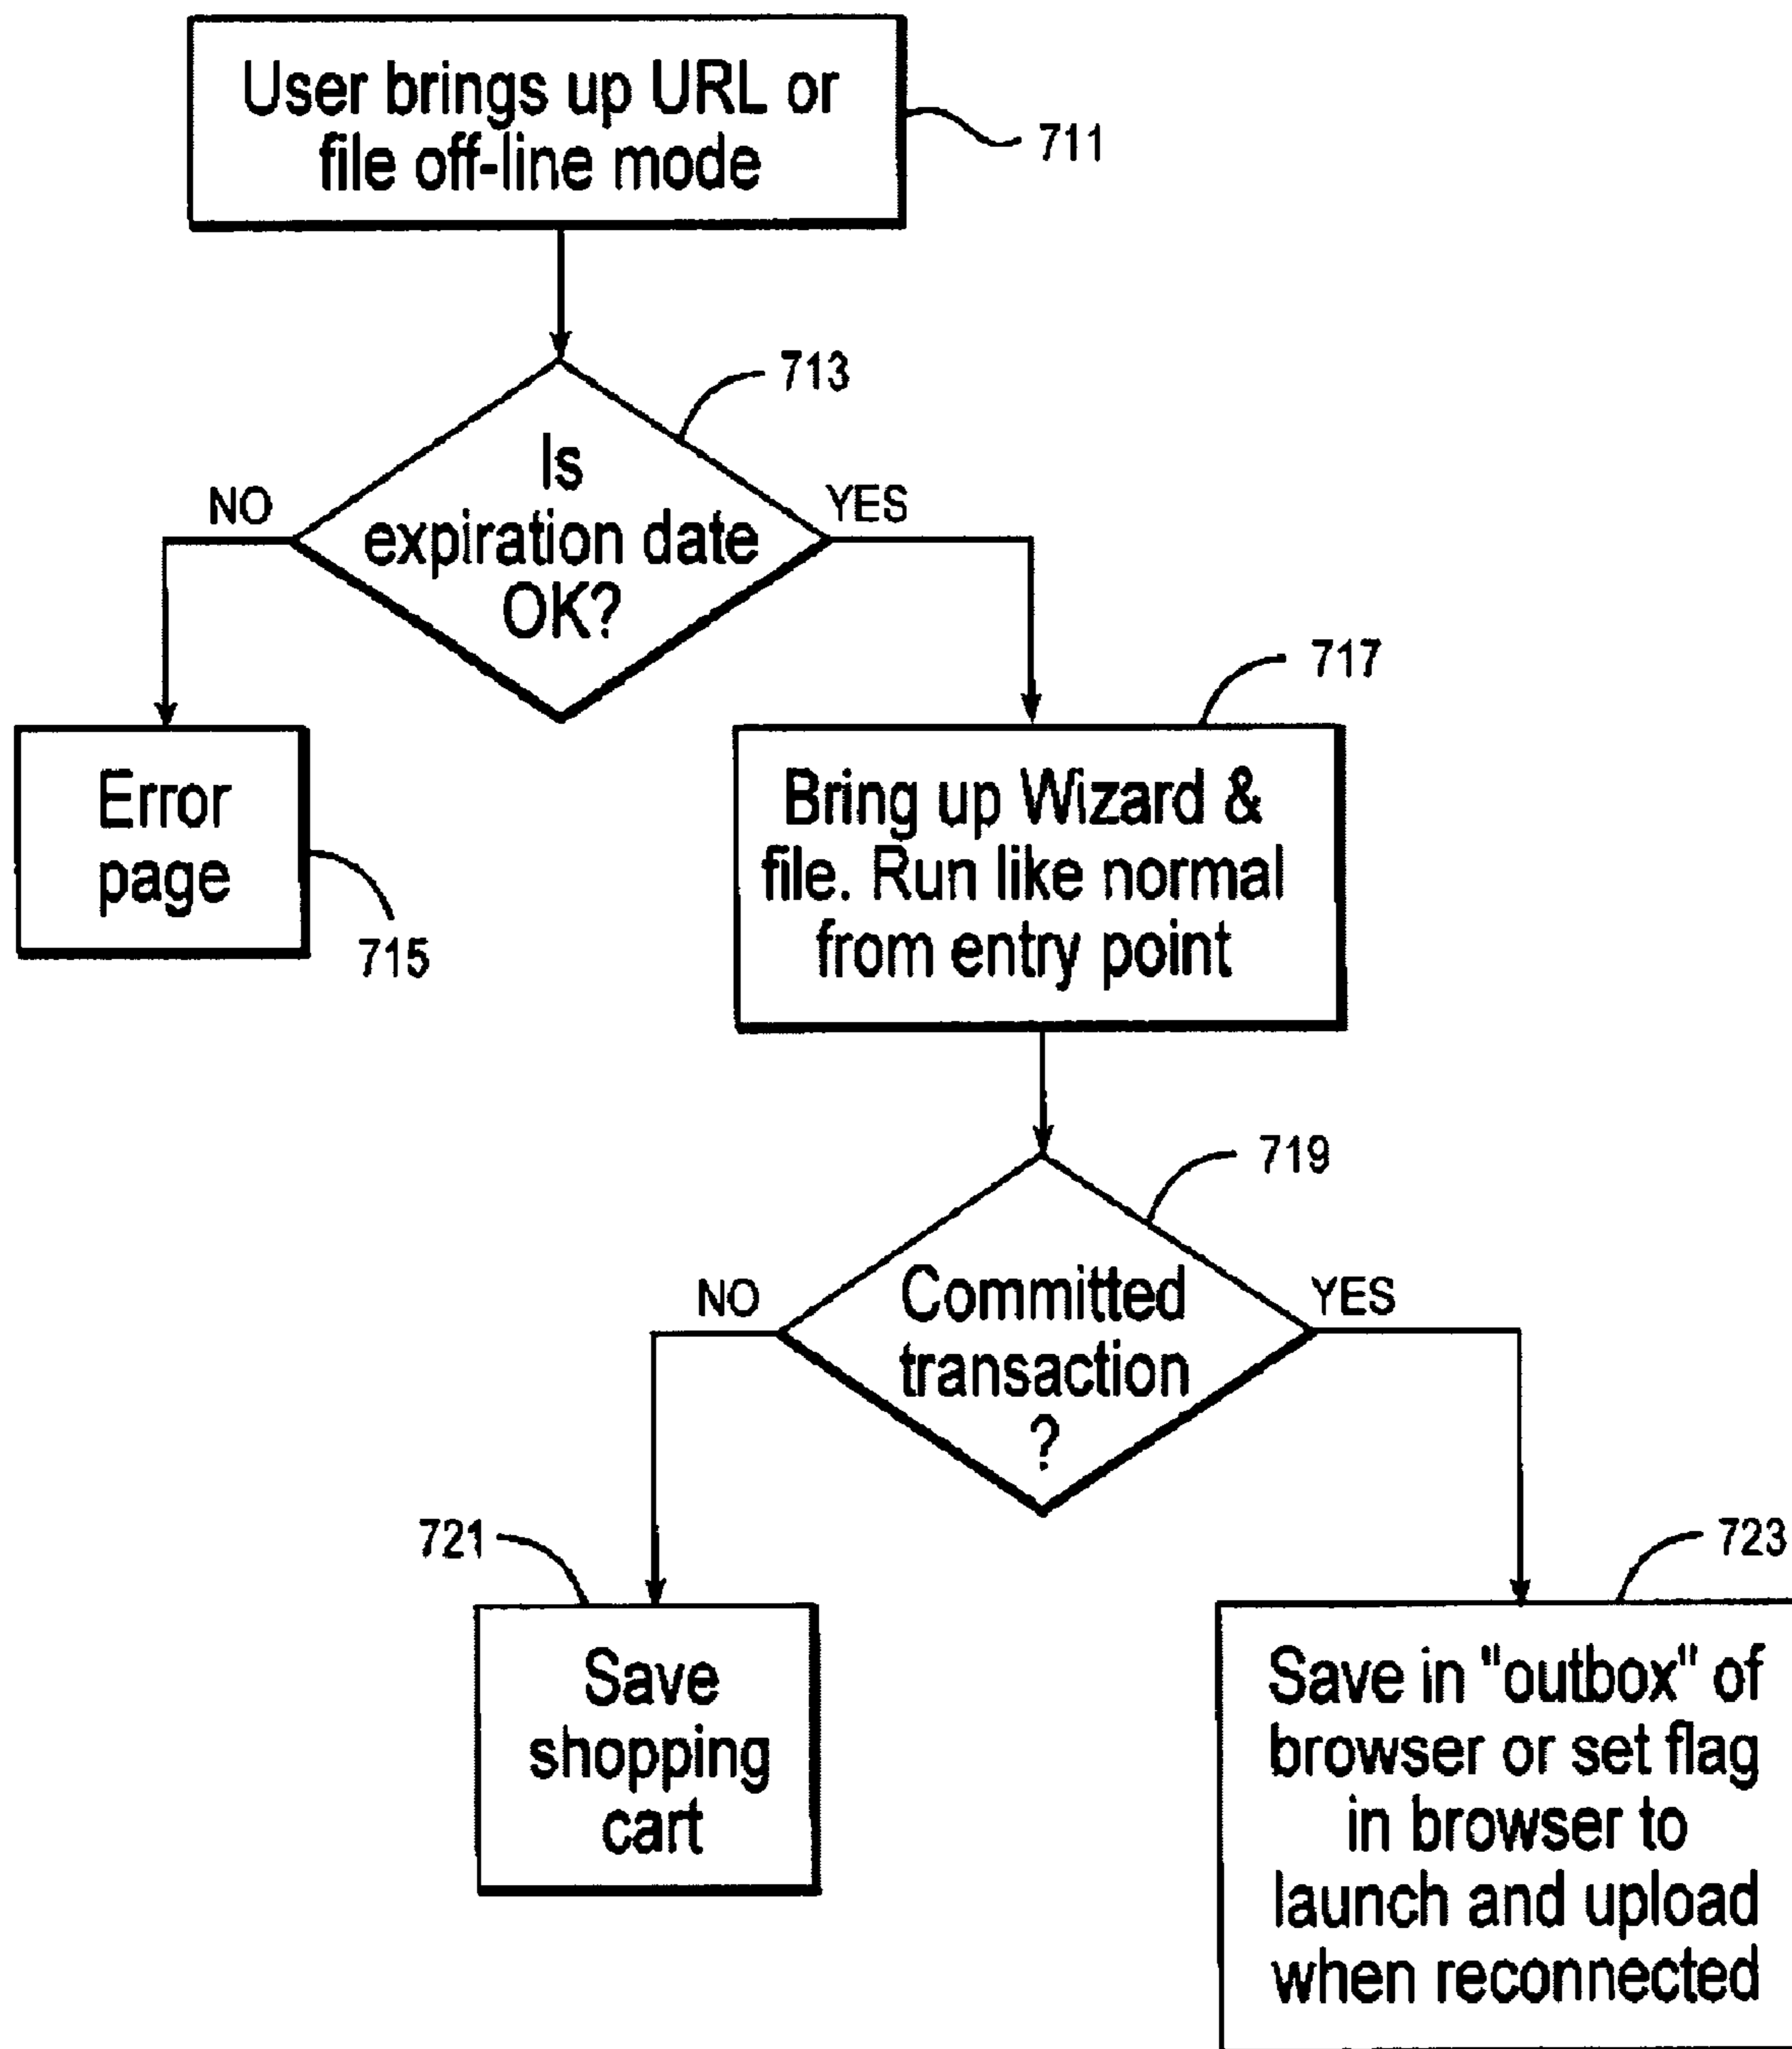 User brings up URL or
file off-line mode
711
713
Is
expiration date
OK?
NO
YES
717
Error
page
715
Bring up Wizard &
file. Run like normal
from entry point
719
Committed
transaction
?
NO
YES
721
723
Save
shopping
cart
Save in "outbox" of
browser or set flag
in browser to
launch and upload
when reconnected